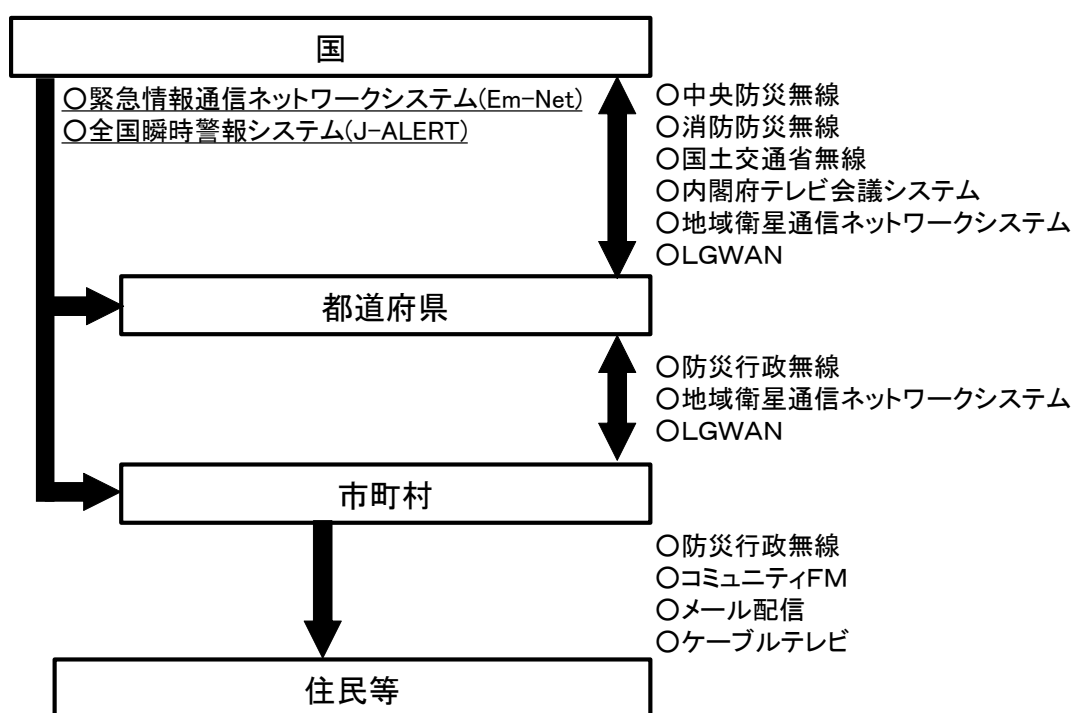 国
○緊急情報通信ネットワークシステム(Em-Net)
○全国瞬時警報システム(J-ALERT)
○中央防災無線
○消防防災無線
○国土交通省無線
○内閣府テレビ会議システム
○地域衛星通信ネットワークシステム
○LGWAN
都道府県
○防災行政無線
○地域衛星通信ネットワークシステム
○LGWAN
市町村
○防災行政無線
○コミュニティFM
○メール配信
○ケーブルテレビ
住民等